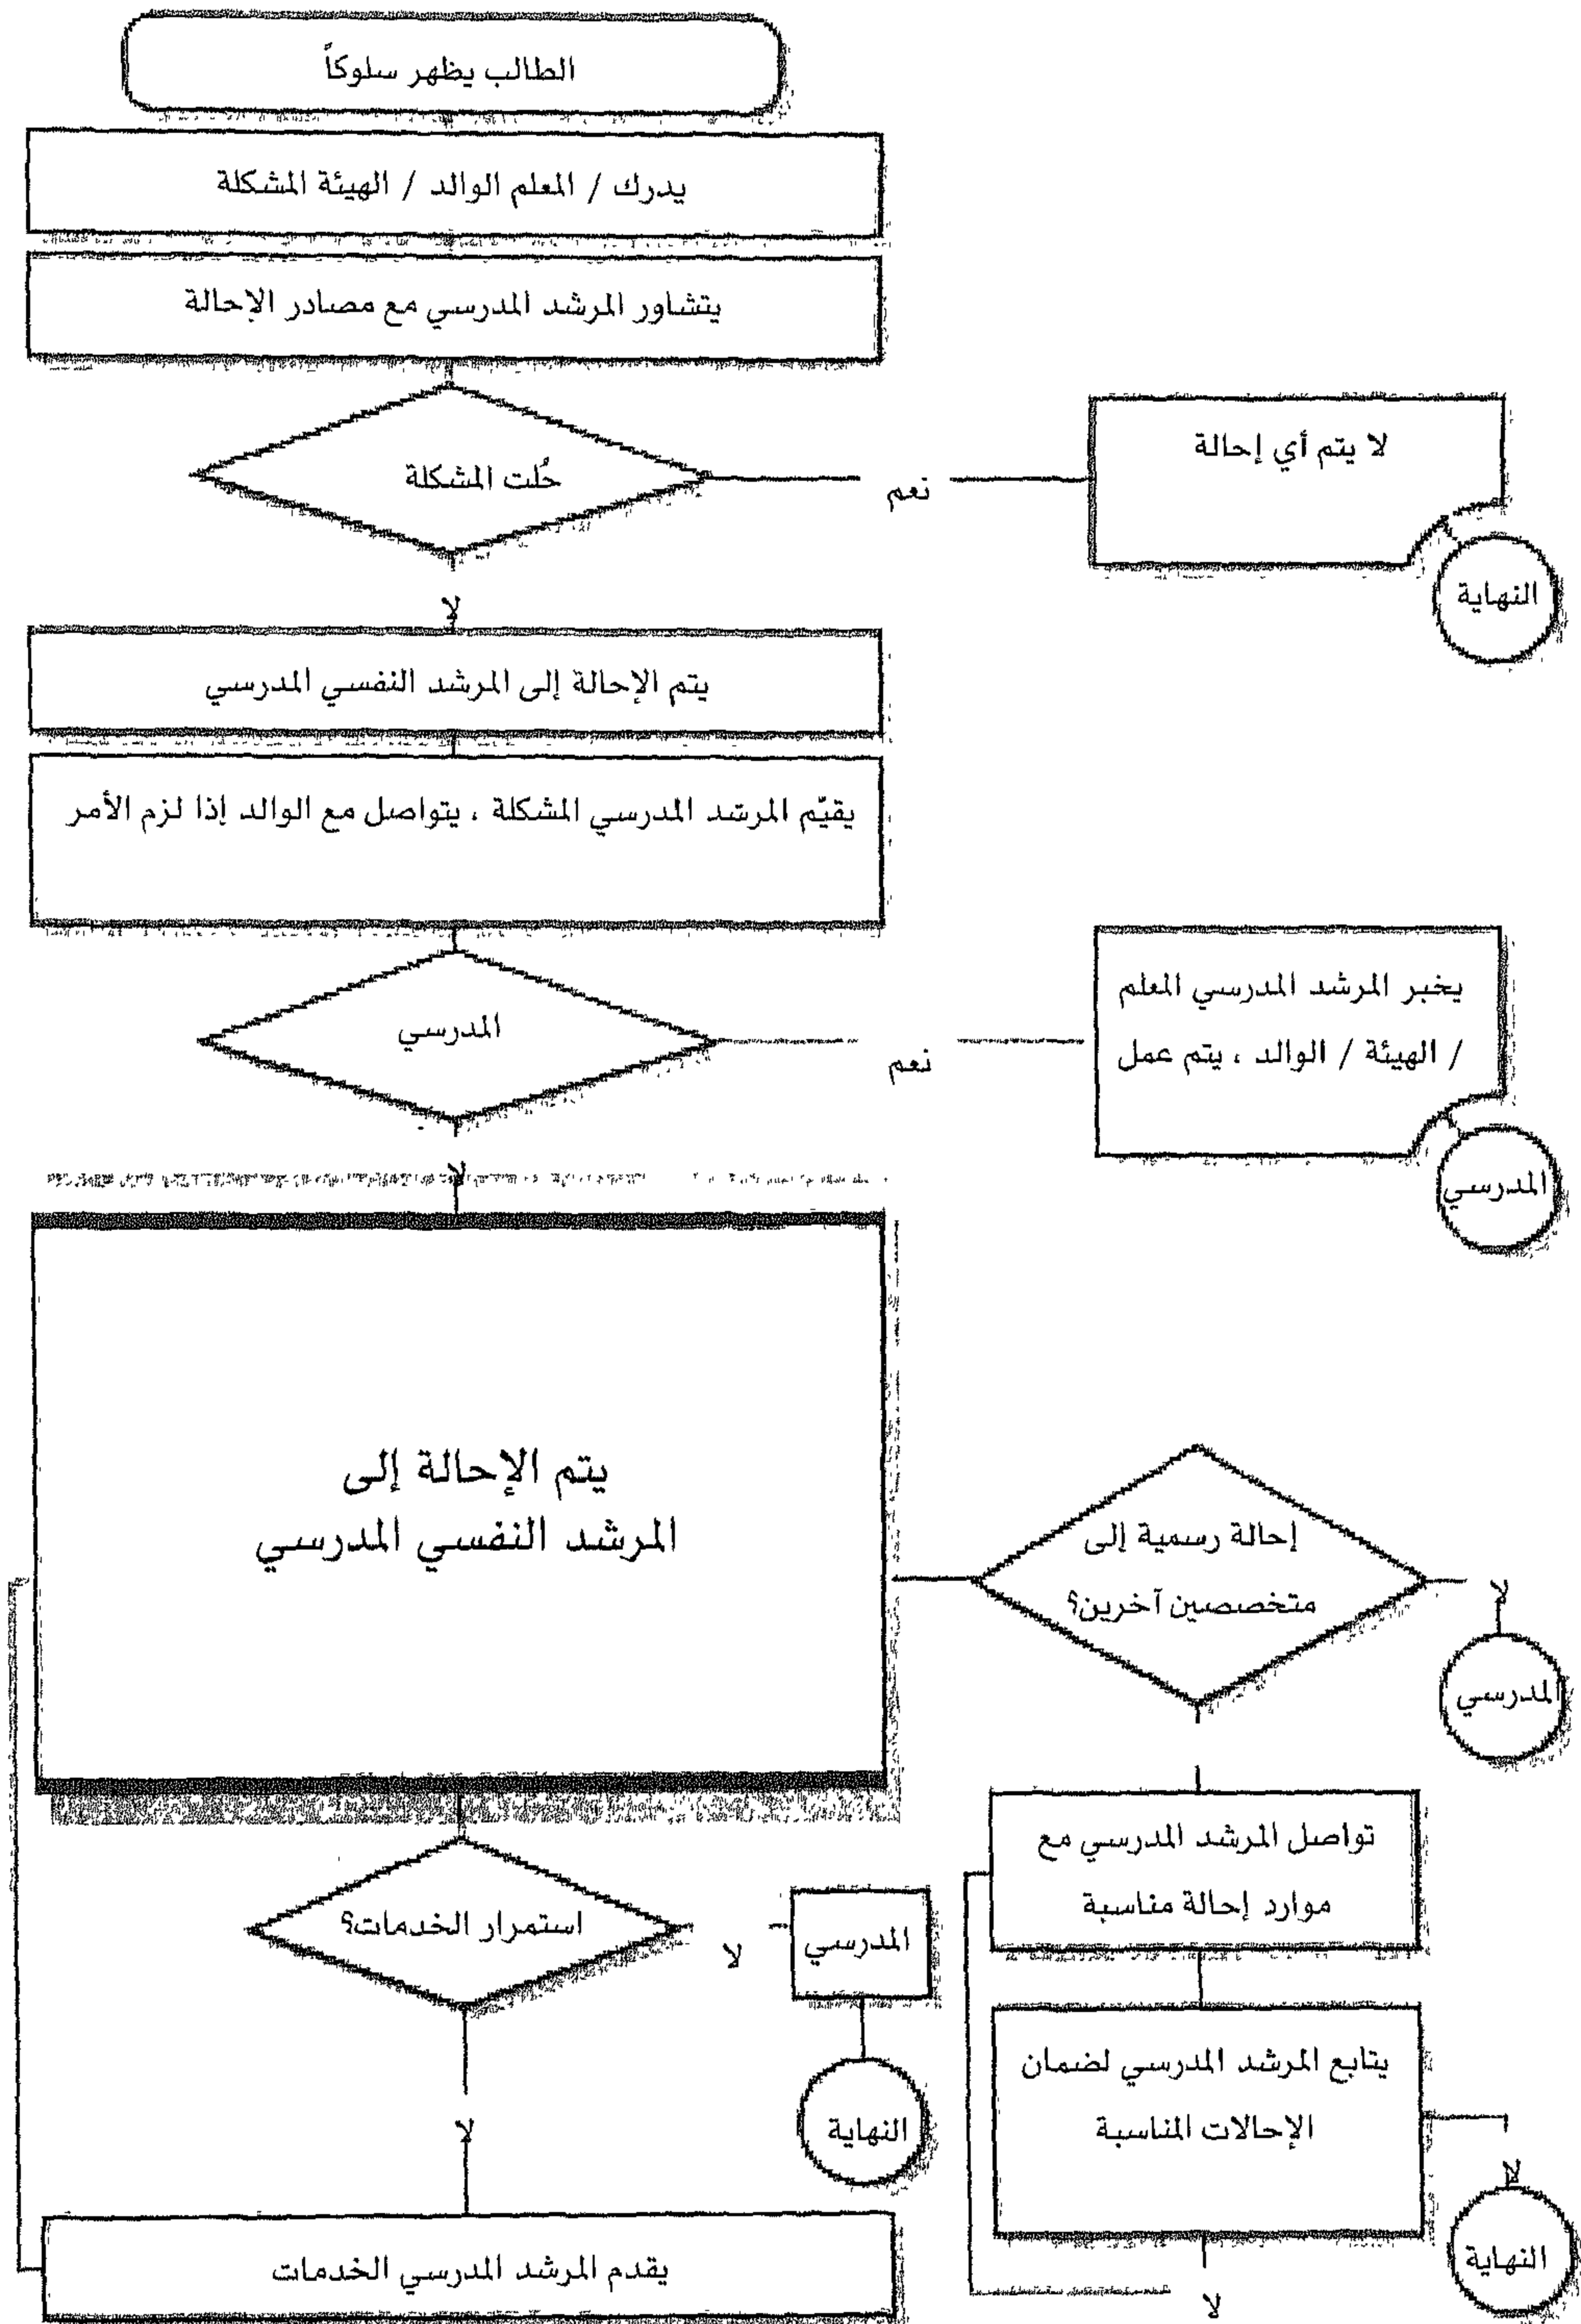 الطالب يظهر سلوكاً
يدرك / المعلم الوالد / الهيئة المشكلة
يتشاور المرشد المدرسي مع مصادر الإحالة
حُلت المشكلة
نعم
لا يتم أي إحالة
النهاية
لا
يتم الإحالة إلى المرشد النفسي المدرسي
يقيّم المرشد المدرسي المشكلة ، يتواصل مع الوالد إذا لزم الأمر
المدرسي
نعم
يخبر المرشد المدرسي المعلم
/ الهيئة / الوالد ، يتم عمل
المدرسي
لا
يتم الإحالة إلى
المرشد النفسي المدرسي
إحالة رسمية إلى
متخصصين آخرين؟
لا
المدرسي
تواصل المرشد المدرسي مع
موارد إحالة مناسبة
استمرار الخدمات؟
لا
المدرسي
النهاية
يتابع المرشد المدرسي لضمان
الإحالات المناسبة
لا
النهاية
لا
لا
يقدم المرشد المدرسي الخدمات